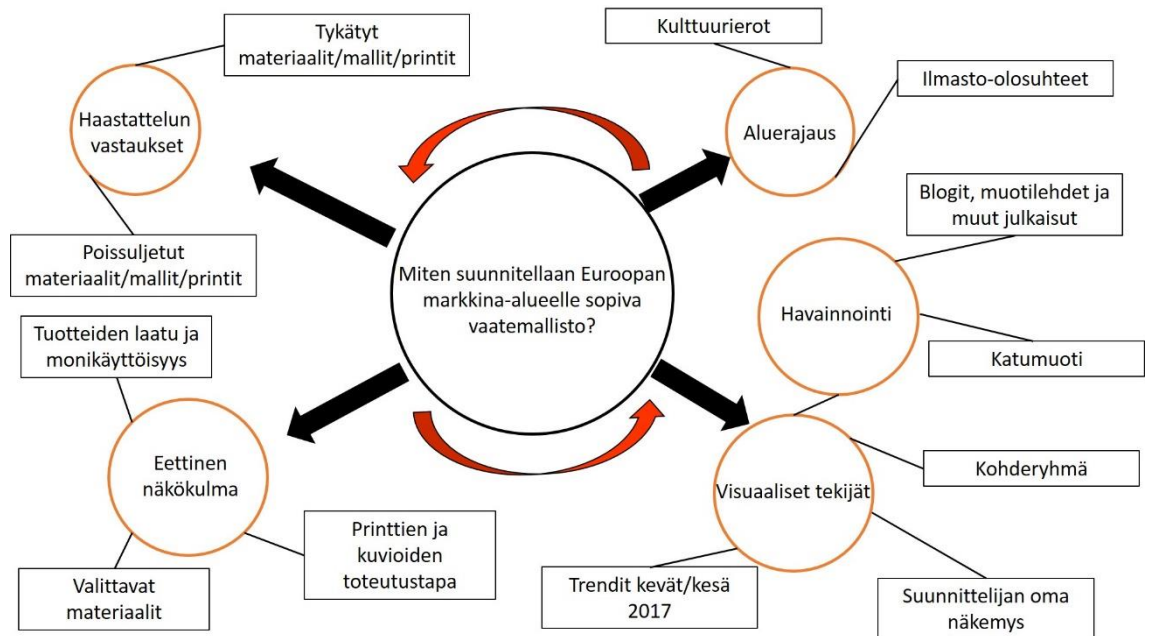 Tykätyt
materiaalit/mallit/printit
Kulttuurierot
Ilmasto-olosuhteet
Haastattelun
vastaukset
Aluerajaus
Blogit, muotilehdet ja
muut julkaisut
Poissuljetut
materiaalit/mallit/printit
Miten suunnitellaan Euroopan
markkina-alueelle sopiva
vaatemallisto?
Havainnointi
Tuotteiden laatu ja
monikäyttöisyys
Katumuoti
Eettinen
näkökulma
Kohderyhmä
Visuaaliset tekijät
Printtien ja
kuvioiden
toteutustapa
Valittavat
materiaalit
Trendit kevät/kesä
2017
Suunnittelijan oma
näkemys